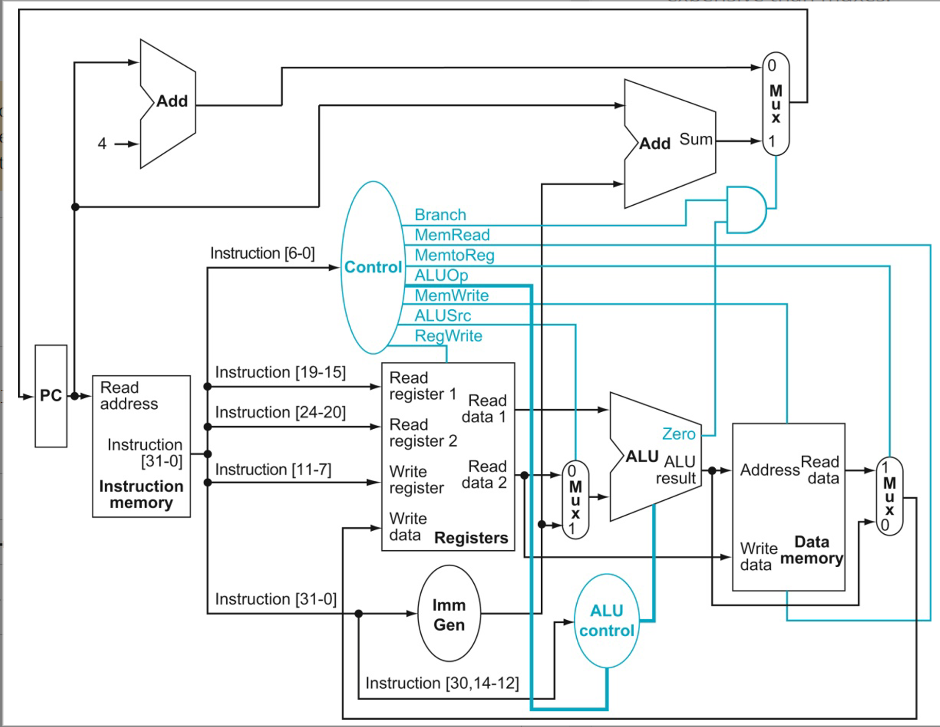 Add
4
0
Mux
1
Add Sum
Branch
MemRead
MemtoReg
ALUOp
MemWrite
ALUSrc
RegWrite
Control
Instruction [6-0]
PC
Read
address
Instruction
[31-0]
Instruction
memory
Instruction [19-15]
Instruction [24-20]
Instruction [11-7]
Read
register 1
Read
register 2
Write
register
Write
data
Read
data 1
Read
data 2
Registers
0
Mux
1
Zero
ALU
ALU
result
Address
Read
data
Write
data
Data
memory
1
Mux
0
Instruction [31-0]
Imm
Gen
ALU
control
Instruction [30,14-12]